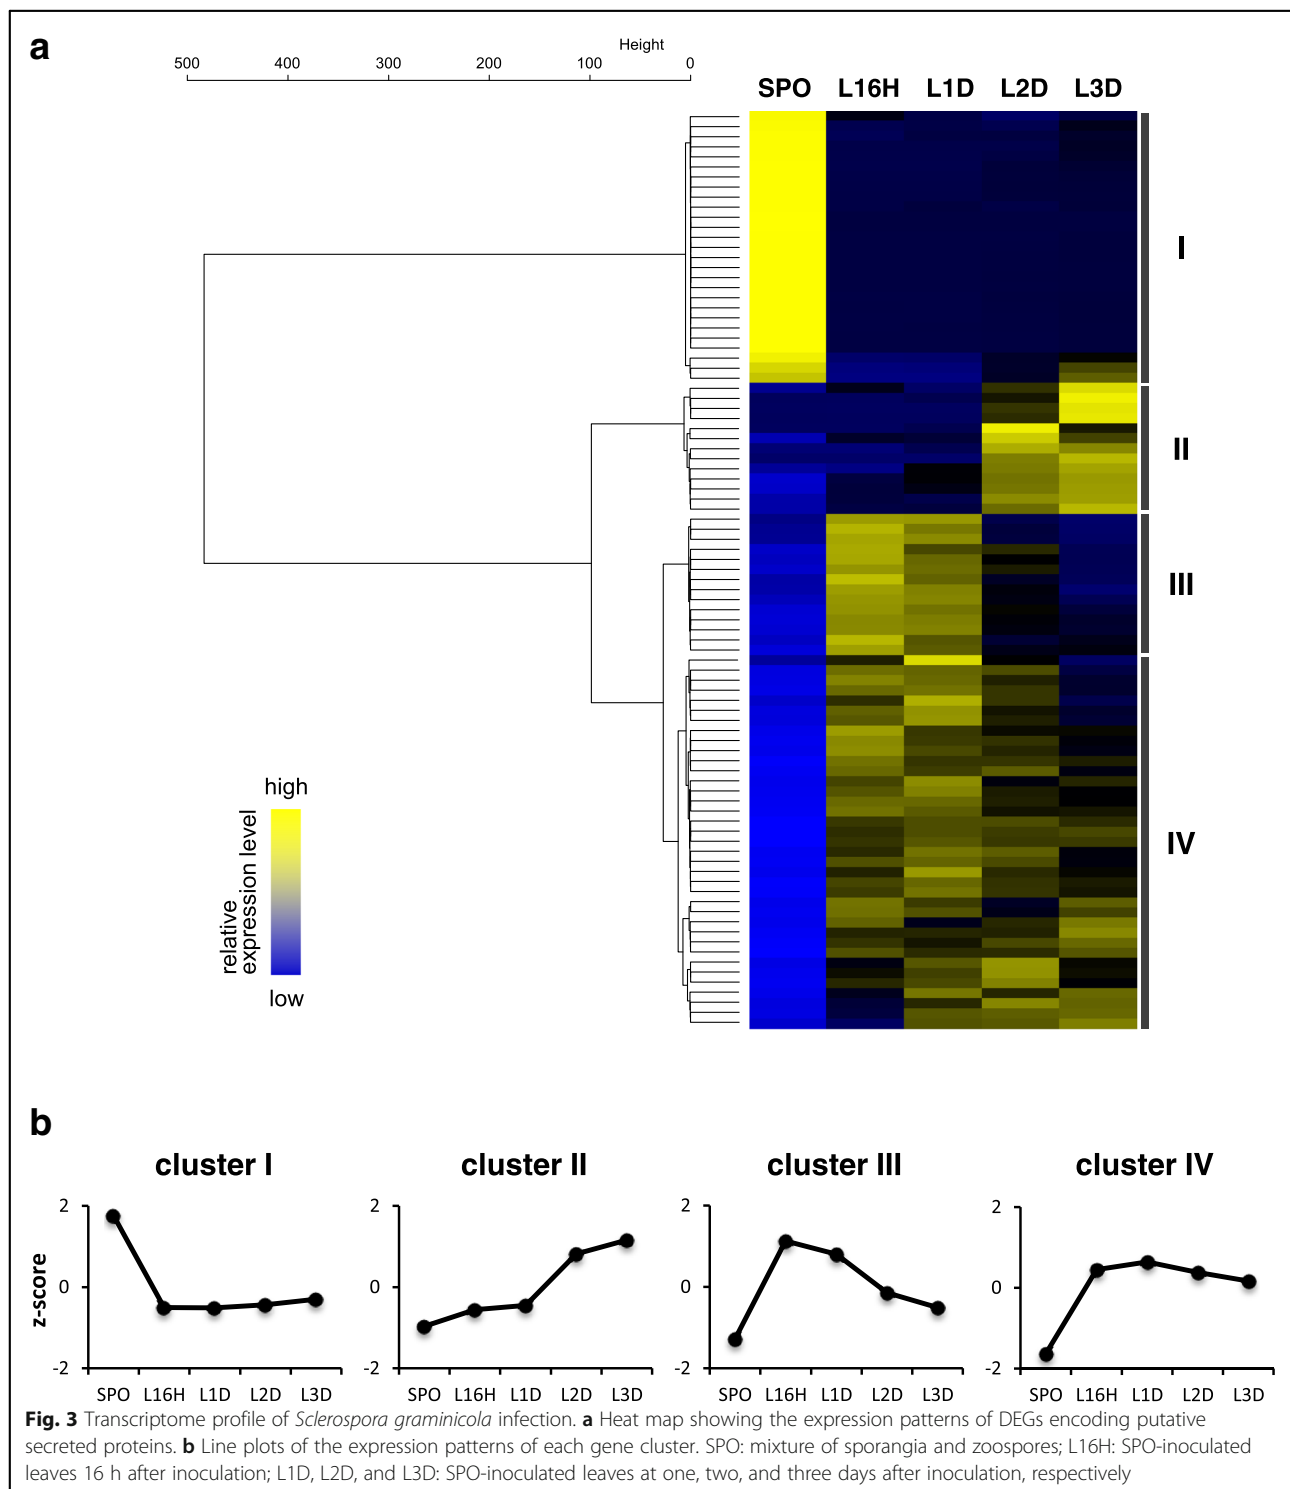 a
Height
500 400 300 200 100 0
SPO L16H L1D L2D L3D
I
II
III
IV
high
relative
expression level
low
b
cluster I cluster II cluster III cluster IV
z-score
2 0 -2
2 0 -2
2 0 -2
2 0 -2
SPO L16H L1D L2D L3D SPO L16H L1D L2D L3D SPO L16H L1D L2D L3D SPO L16H L1D L2D L3D
Fig. 3 Transcriptome profile of Sclerospora graminicola infection. a Heat map showing the expression patterns of DEGs encoding putative
secreted proteins. b Line plots of the expression patterns of each gene cluster. SPO: mixture of sporangia and zoospores; L16H: SPO-inoculated
leaves 16 h after inoculation; L1D, L2D, and L3D: SPO-inoculated leaves at one, two, and three days after inoculation, respectively